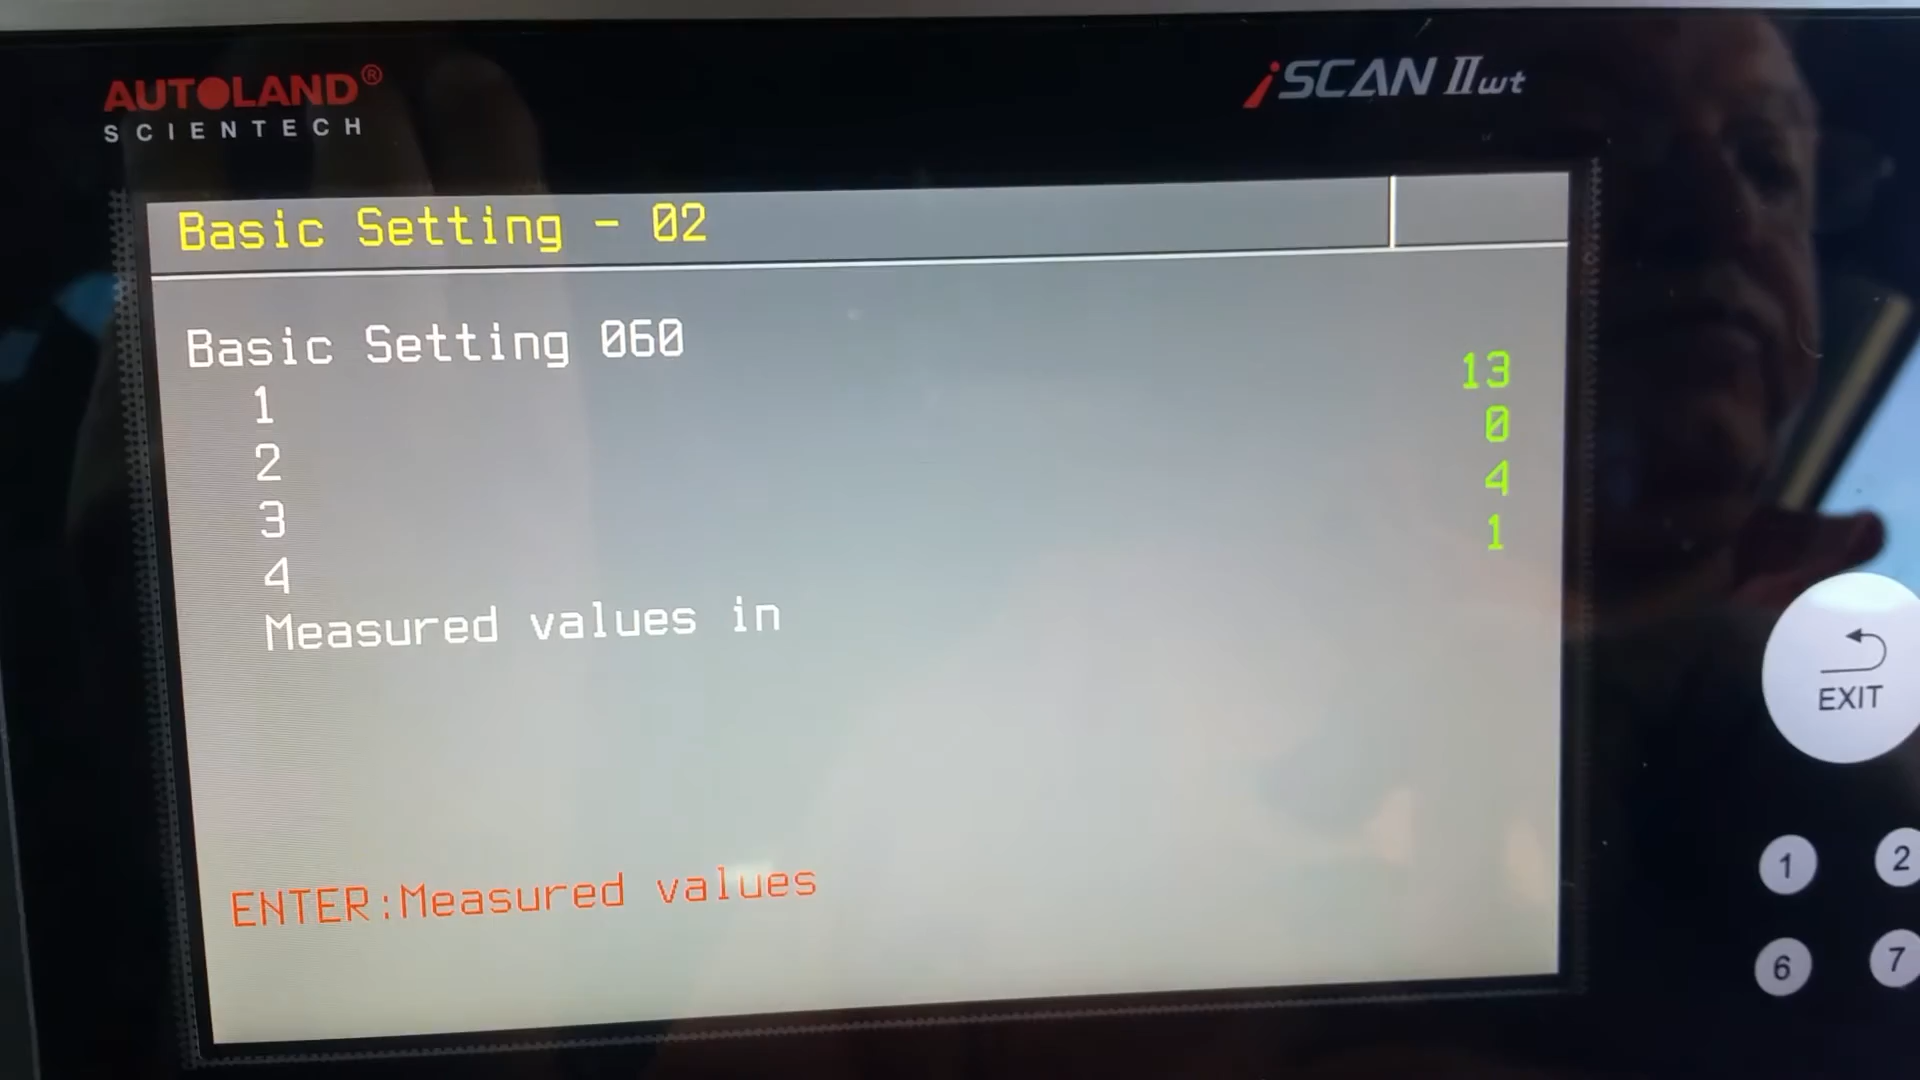 AUTOLAND®
SCIENTECH
iSCAN IIwt
Basic Setting - 02
Basic Setting 060
1 13
2 0
3 4
4 1
Measured values in
ENTER:Measured values
EXIT
1 2
6 7